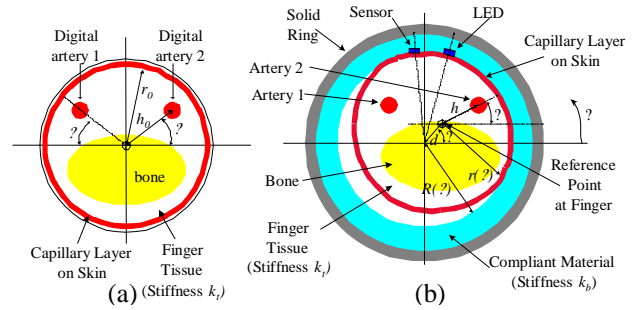 Digital
artery 1
Digital
artery 2
r0
h0
?
?
bone
Capillary Layer
on Skin
Finger
Tissue
(Stiffness kt)
(a)
Solid
Ring
Sensor
LED
Capillary Layer
on Skin
Artery 2
Artery 1
h
?
?
d
?
r(?)
R(?)
Bone
Finger
Tissue
(Stiffness kt)
Reference
Point
at Finger
Compliant Material
(Stiffness kb)
(b)